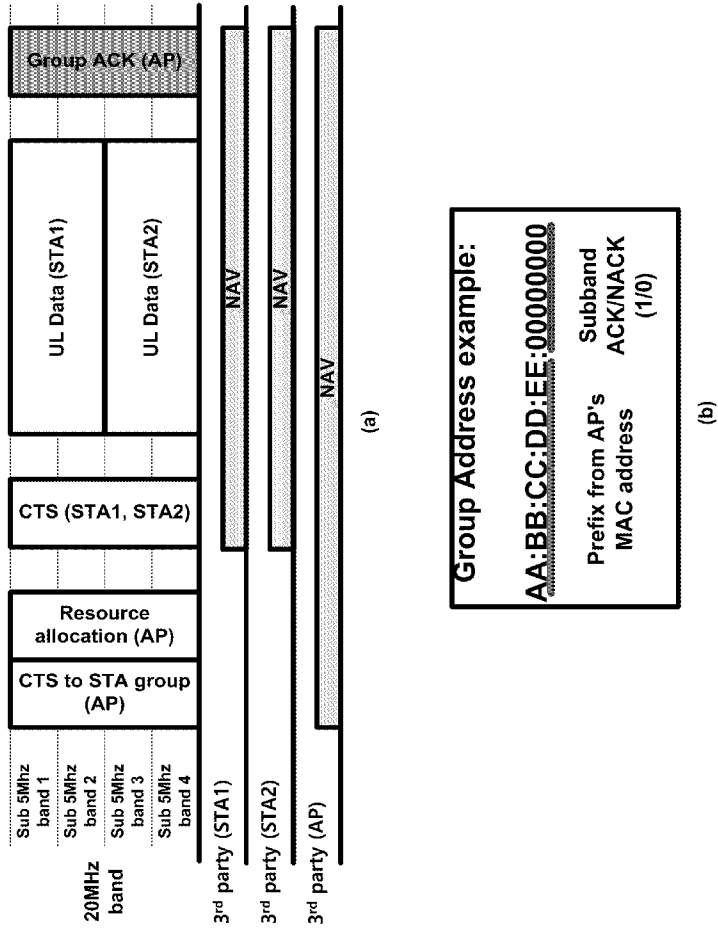 20MHz
band
Sub 5Mhz
band 1
Sub 5Mhz
band 2
Sub 5Mhz
band 3
Sub 5Mhz
band 4
CTS to STA group
(AP)
Resource
allocation (AP)
CTS (STA1, STA2)
UL Data (STA1)
UL Data (STA2)
Group ACK (AP)
3rd party (STA1)
NAV
3rd party (STA2)
NAV
3rd party (AP)
NAV
(a)
Group Address example:
AA:BB:CC:DD:EE:00000000
Prefix from AP's
MAC address
Subband
ACK/NACK
(1/0)
(b)